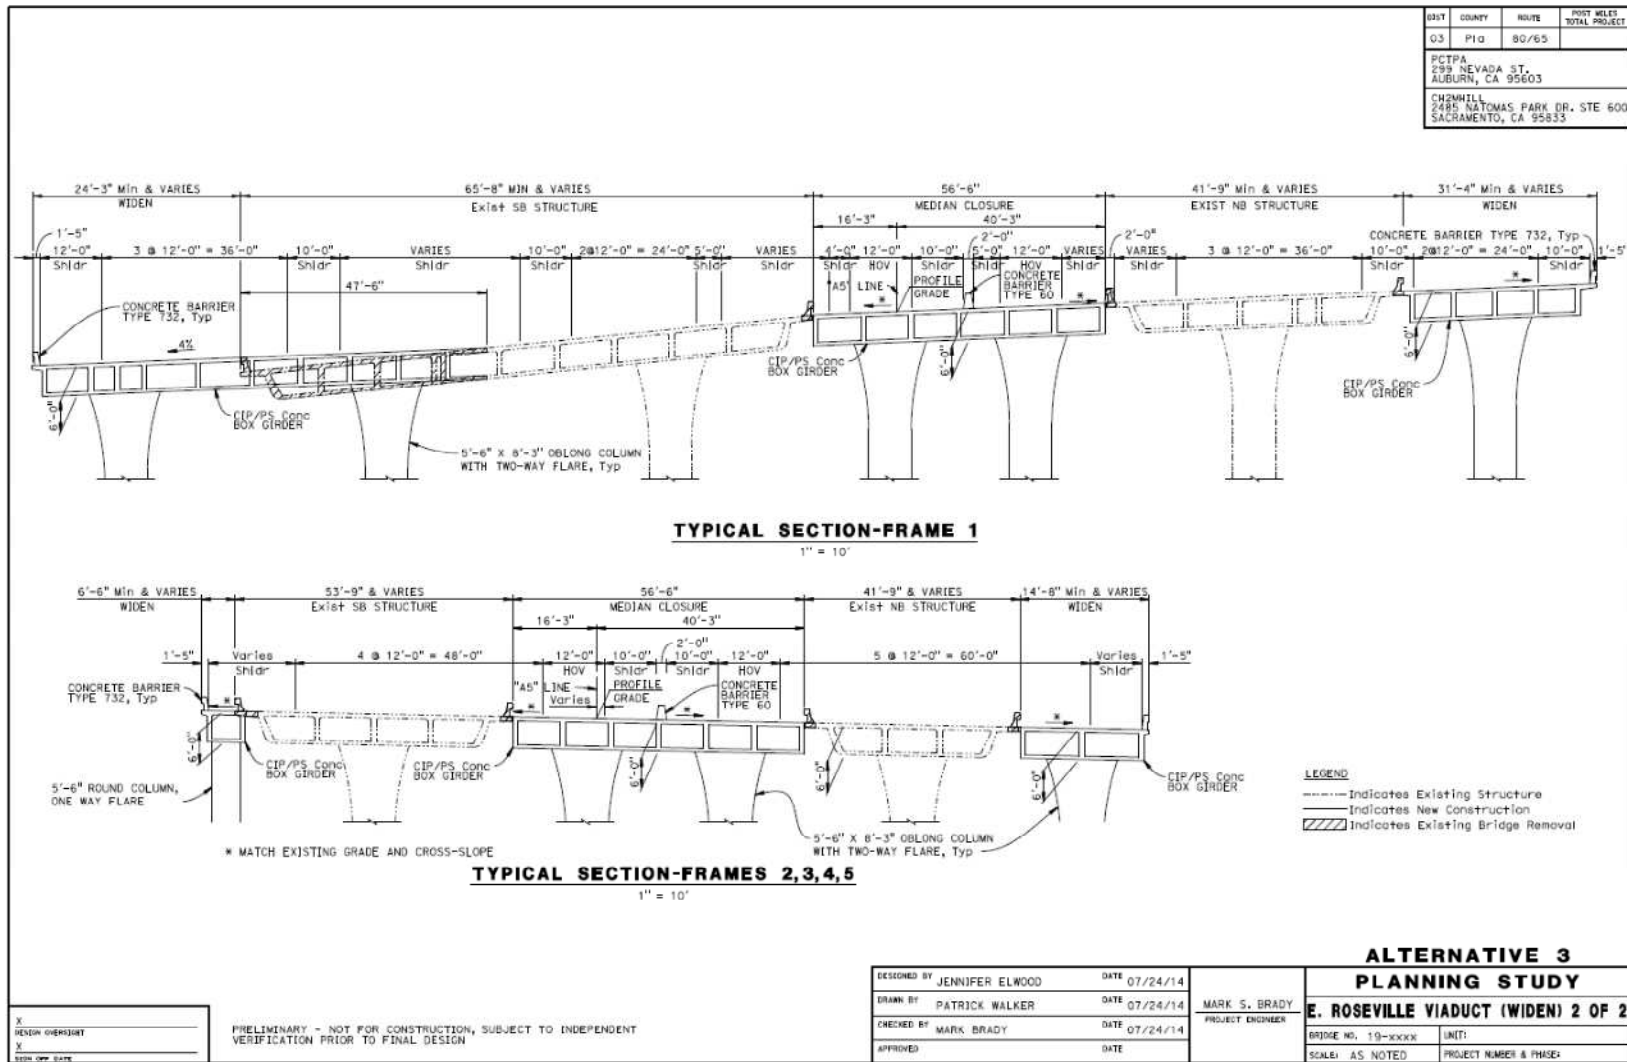 DIST COUNTY ROUTE POST MILES TOTAL PROJECT
03 Pla 80/65
PCTPA
299 NEVADA ST.
AUBURN, CA 95603
CH2MHILL
2485 NATOMAS PARK DR. STE 600
SACRAMENTO, CA 95833
24'-3" Min & VARIES 65'-8" MIN & VARIES 56'-6" 41'-9" Min & VARIES 31'-4" Min & VARIES
WIDEN Exist SB STRUCTURE MEDIAN CLOSURE EXIST NB STRUCTURE WIDEN
16'-3" 40'-3"
1'-5" 2'-0" 2'-0" CONCRETE BARRIER TYPE 732, Typ
12'-0" 3 @ 12'-0" = 36'-0" 10'-0" VARIES 10'-0" 2@12'-0" = 24'-0" 5'-0" VARIES 4'-0" 12'-0" 10'-0" 5'-0" 12'-0" VARIES VARIES 3 @ 12'-0" = 36'-0" 10'-0" 2@12'-0" = 24'-0" 10'-0" 1'-5"
Shldr Shldr Shldr Shldr Shldr Shldr Shldr HOV Shldr Shldr HOV Shldr Shldr Shldr Shldr
47'-6" "A5" LINE PROFILE GRADE CONCRETE BARRIER TYPE 60
* * *
CONCRETE BARRIER
TYPE 732, Typ
4%
6'-0" 6'-0" 6'-0"
CIP/PS Conc
BOX GIRDER
CIP/PS Conc
BOX GIRDER
CIP/PS Conc
BOX GIRDER
5'-6" X 8'-3" OBLONG COLUMN
WITH TWO-WAY FLARE, Typ
TYPICAL SECTION-FRAME 1
1" = 10'
6'-6" Min & VARIES 53'-9" & VARIES 56'-6" 41'-9" & VARIES 14'-8" Min & VARIES
WIDEN Exist SB STRUCTURE MEDIAN CLOSURE Exist NB STRUCTURE WIDEN
16'-3" 40'-3"
2'-0"
1'-5" Varies 4 @ 12'-0" = 48'-0" 12'-0" 10'-0" 10'-0" 12'-0" 5 @ 12'-0" = 60'-0" Varies 1'-5"
Shldr HOV Shldr Shldr HOV Shldr
CONCRETE BARRIER
TYPE 732, Typ
"A5" LINE
Varies
PROFILE
GRADE
CONCRETE
BARRIER
TYPE 60
* * * *
6'-0" 6'-0" 6'-0" 6'-0"
CIP/PS Conc
BOX GIRDER
CIP/PS Conc
BOX GIRDER
CIP/PS Conc
BOX GIRDER
5'-6" ROUND COLUMN,
ONE WAY FLARE
5'-6" X 8'-3" OBLONG COLUMN
WITH TWO-WAY FLARE, Typ
* MATCH EXISTING GRADE AND CROSS-SLOPE
TYPICAL SECTION-FRAMES 2,3,4,5
1" = 10'
LEGEND
Indicates Existing Structure
Indicates New Construction
Indicates Existing Bridge Removal
ALTERNATIVE 3
PLANNING STUDY
E. ROSEVILLE VIADUCT (WIDEN) 2 OF 2
BRIDGE NO. 19-xxxx UNIT:
SCALE: AS NOTED PROJECT NUMBER & PHASE:
DESIGNED BY JENNIFER ELWOOD DATE 07/24/14
DRAWN BY PATRICK WALKER DATE 07/24/14
CHECKED BY MARK BRADY DATE 07/24/14
APPROVED DATE
MARK S. BRADY
PROJECT ENGINEER
X
DESIGN OVERSIGHT
X
SIGN OFF DATE
PRELIMINARY - NOT FOR CONSTRUCTION, SUBJECT TO INDEPENDENT
VERIFICATION PRIOR TO FINAL DESIGN